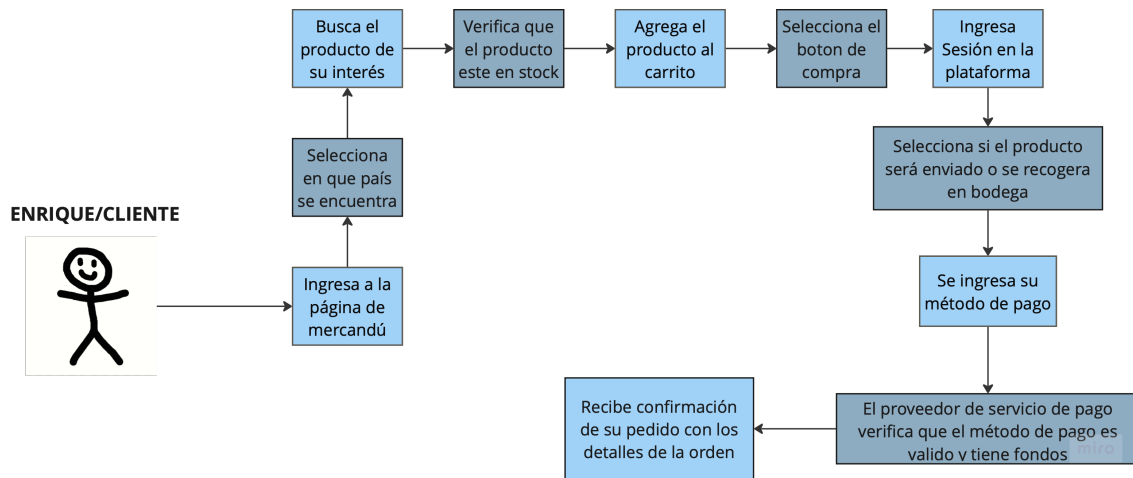 ENRIQUE/CLIENTE
Ingresa a la
página de
mercandú
Selecciona
en que país
se encuentra
Busca el
producto de
su interés
Verifica que
el producto
este en stock
Agrega el
producto al
carrito
Selecciona el
boton de
compra
Ingresa
Sesión en la
plataforma
Selecciona si el producto
será enviado o se recogera
en bodega
Se ingresa su
método de pago
El proveedor de servicio de pago
verifica que el método de pago es
valido y tiene fondos
miro
Recibe confirmación
de su pedido con los
detalles de la orden